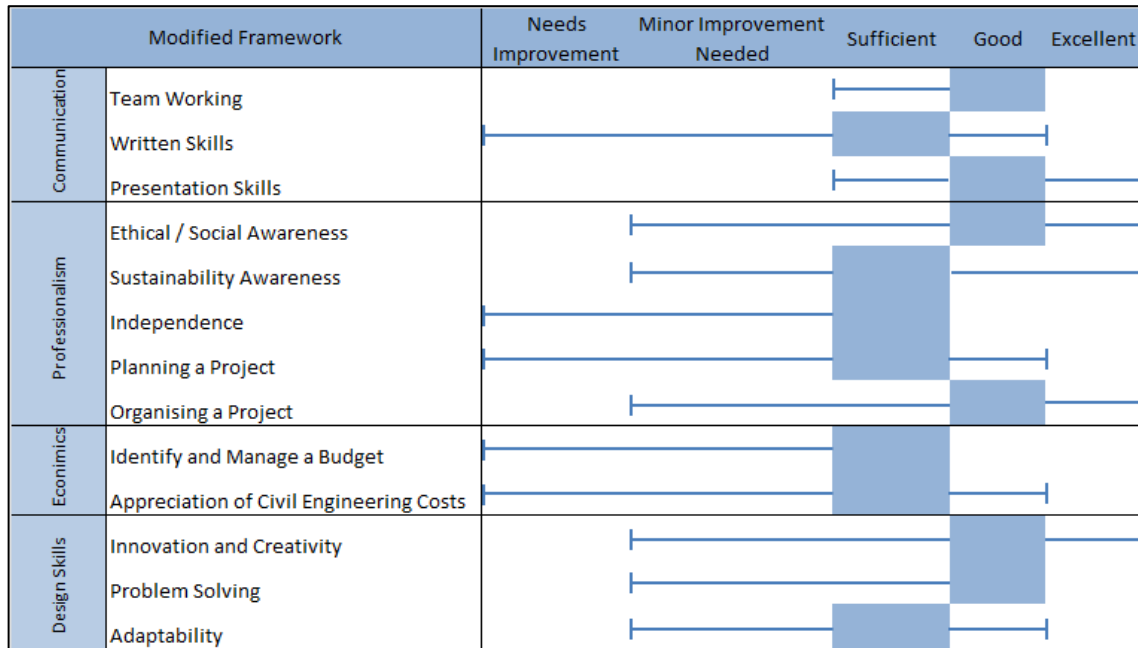 Modified Framework
Needs
Improvement
Minor Improvement
Needed
Sufficient
Good
Excellent
Communication
Team Working
Written Skills
Presentation Skills
Professionalism
Ethical / Social Awareness
Sustainability Awareness
Independence
Planning a Project
Organising a Project
Econimics
Identify and Manage a Budget
Appreciation of Civil Engineering Costs
Design Skills
Innovation and Creativity
Problem Solving
Adaptability